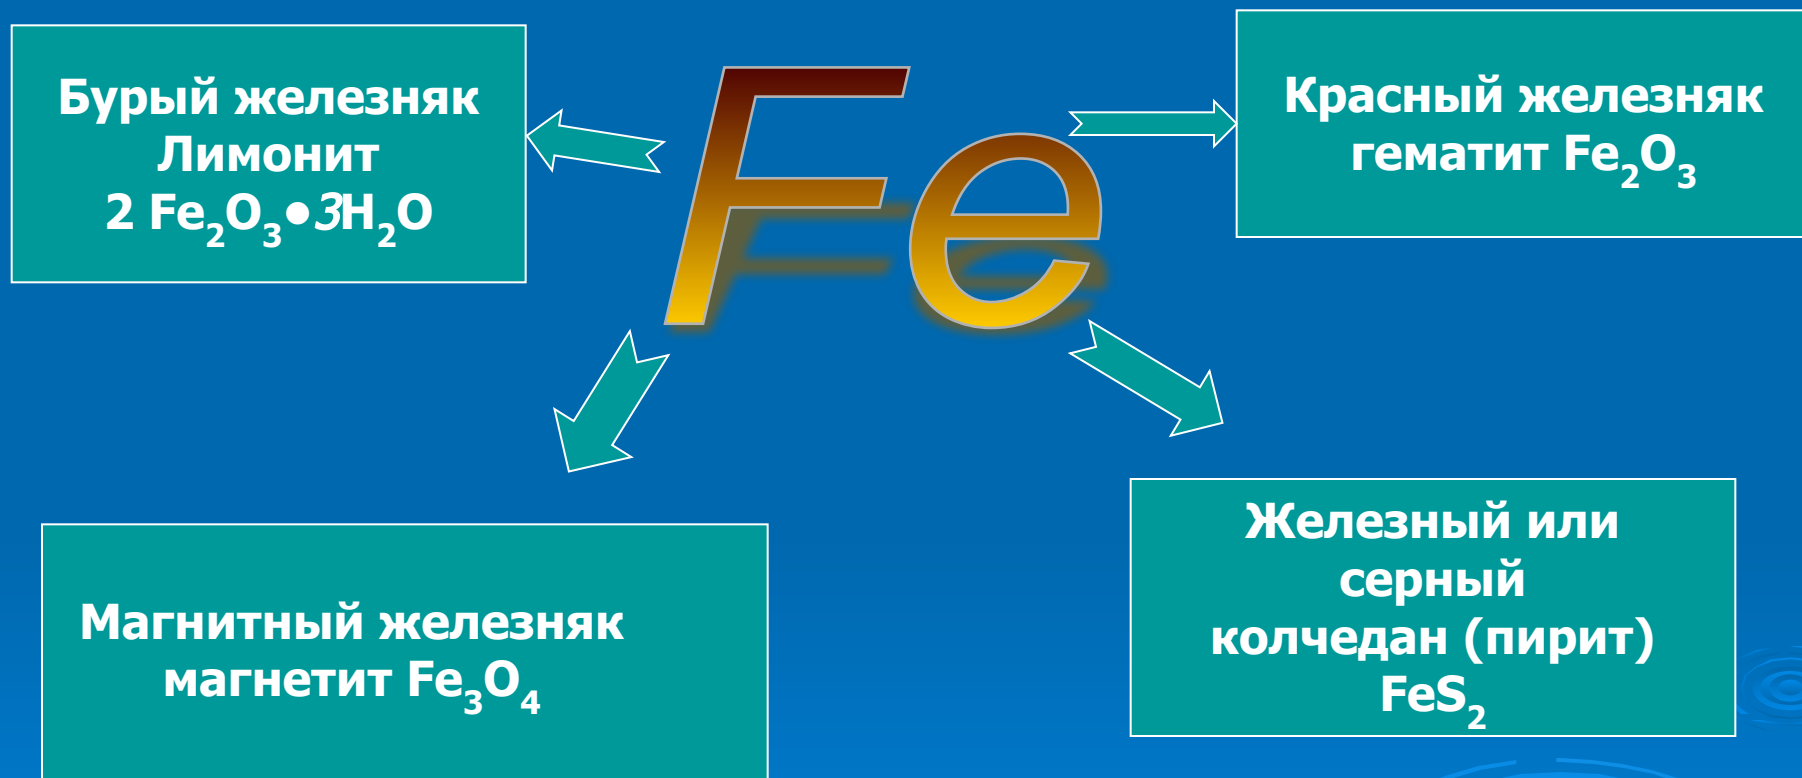 Бурый железняк
Лимонит
2 Fe₂O₃●3H₂O
Fe
Красный железняк
гематит Fe₂O₃
Магнитный железняк
магнетит Fe₃O₄
Железный или
серный
колчедан (пирит)
FeS₂